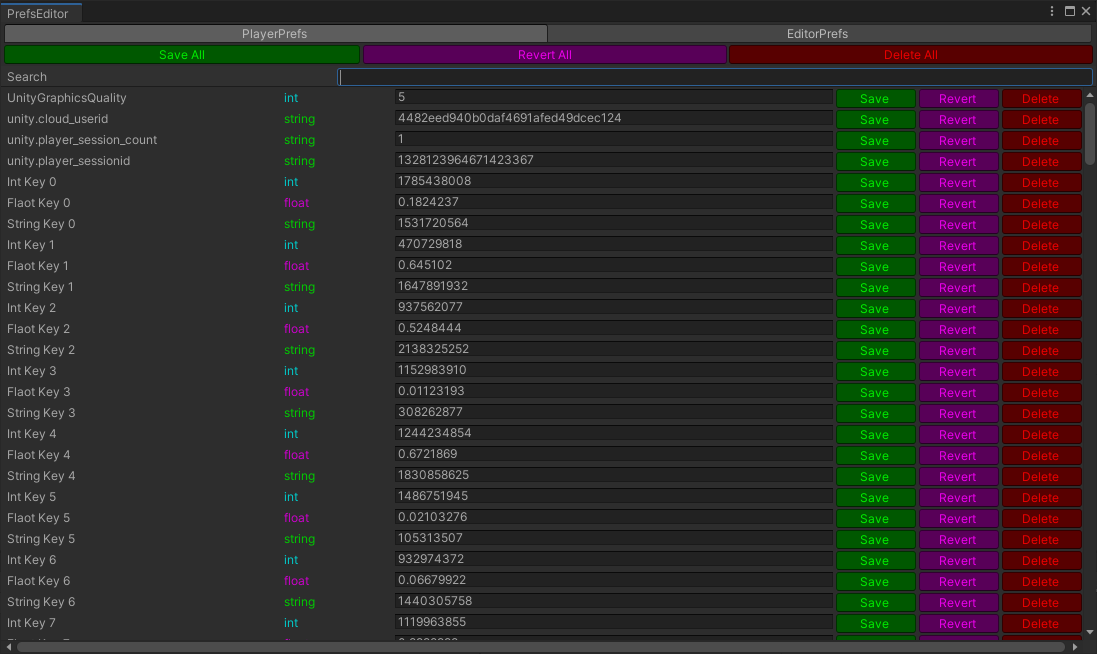 PrefsEditor
PlayerPrefs EditorPrefs
Save All Revert All Delete All
Search
UnityGraphicsQuality int 5 Save Revert Delete
unity.cloud_userid string 4482eed940b0daf4691afed49dcec124 Save Revert Delete
unity.player_session_count string 1 Save Revert Delete
unity.player_sessionid string 1328123964671423367 Save Revert Delete
Int Key 0 int 1785438008 Save Revert Delete
Flaot Key 0 float 0.1824237 Save Revert Delete
String Key 0 string 1531720564 Save Revert Delete
Int Key 1 int 470729818 Save Revert Delete
Flaot Key 1 float 0.645102 Save Revert Delete
String Key 1 string 1647891932 Save Revert Delete
Int Key 2 int 937562077 Save Revert Delete
Flaot Key 2 float 0.5248444 Save Revert Delete
String Key 2 string 2138325252 Save Revert Delete
Int Key 3 int 1152983910 Save Revert Delete
Flaot Key 3 float 0.01123193 Save Revert Delete
String Key 3 string 308262877 Save Revert Delete
Int Key 4 int 1244234854 Save Revert Delete
Flaot Key 4 float 0.6721869 Save Revert Delete
String Key 4 string 1830858625 Save Revert Delete
Int Key 5 int 1486751945 Save Revert Delete
Flaot Key 5 float 0.02103276 Save Revert Delete
String Key 5 string 105313507 Save Revert Delete
Int Key 6 int 932974372 Save Revert Delete
Flaot Key 6 float 0.06679922 Save Revert Delete
String Key 6 string 1440305758 Save Revert Delete
Int Key 7 int 1119963855 Save Revert Delete